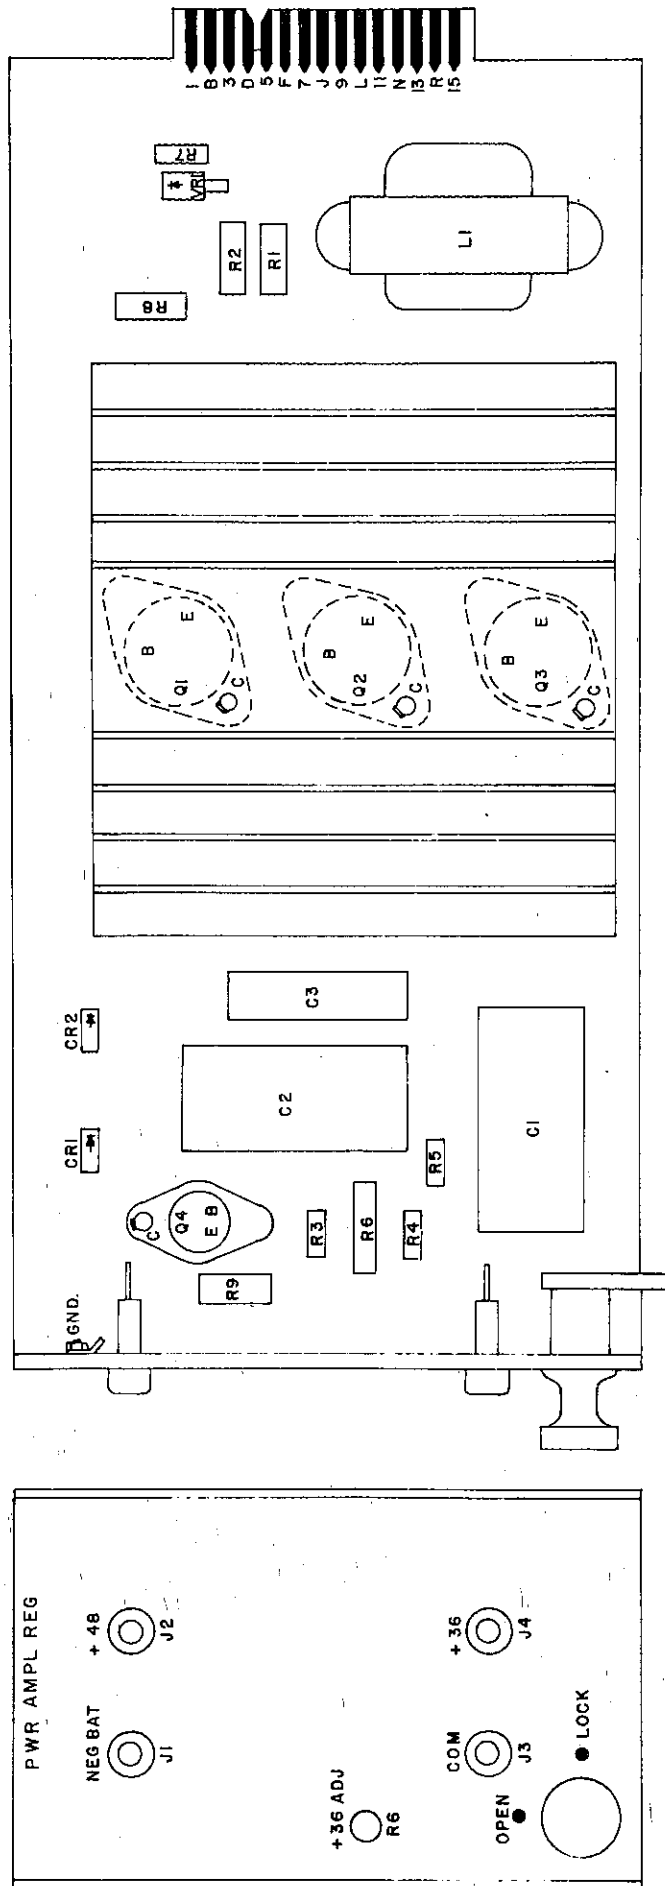 1 B 3 D 5 F 7 J 9 L 11 N 13 R 15
R7
VR1
R8
R2
R1
L1
B E C Q1
B E C Q2
B E C Q3
CR2
CR1
C3
C2
C1
C Q4 E B
R5
R3
R6
R4
R9
GND.
PWR AMPL REG
+48
J2
NEG BAT
J1
+36
J4
COM
J3
+36 ADJ
R6
OPEN
LOCK